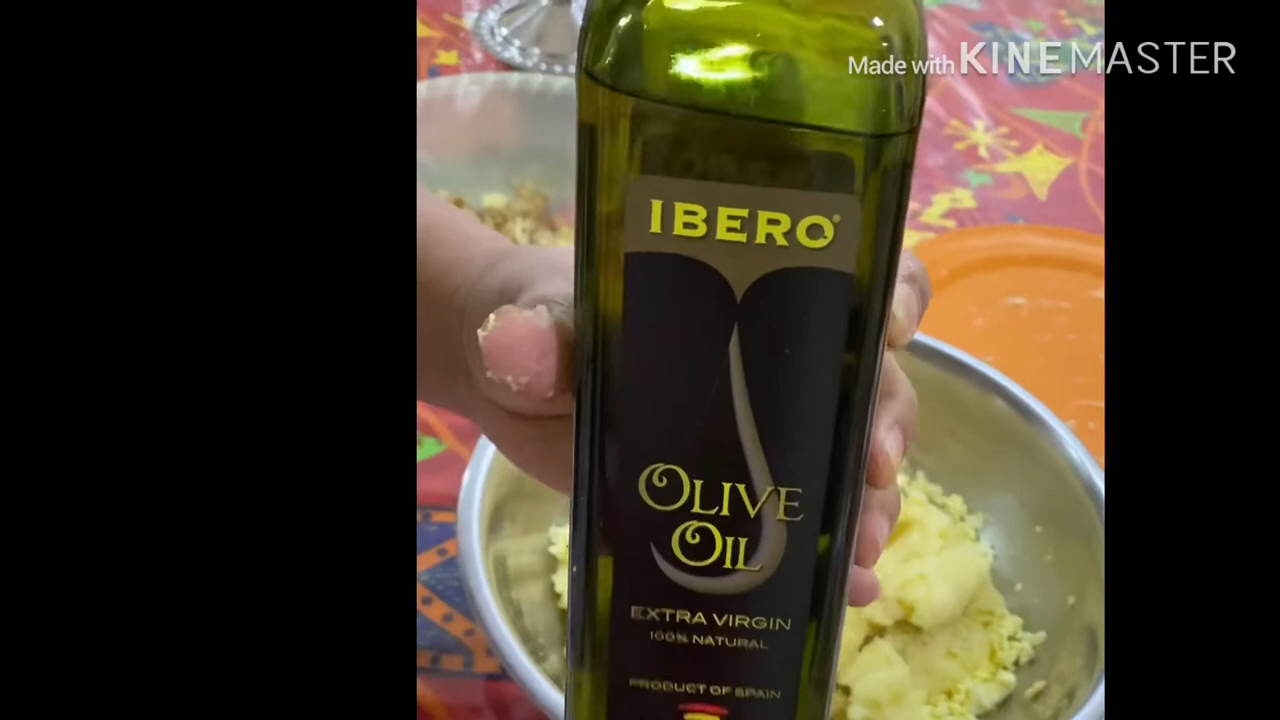 Made with KINEMASTER
IBERO®
OLIVE
OIL
EXTRA VIRGIN
100% NATURAL
PRODUCT OF SPAIN